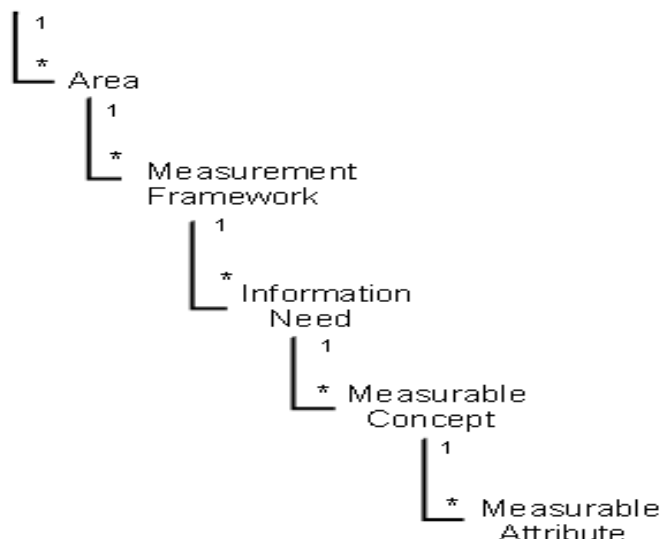 1
*
Area
1
*
Measurement
Framework
1
*
Information
Need
1
*
Measurable
Concept
1
*
Measurable
Attribute